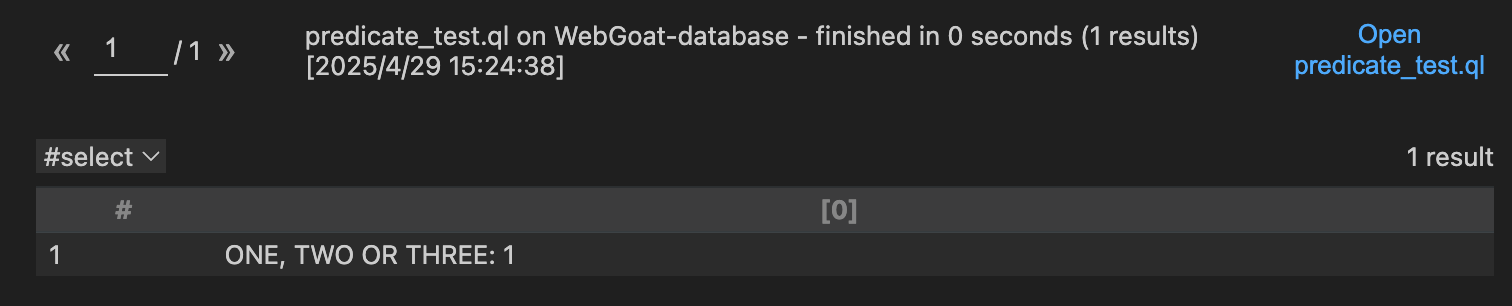 « 1 / 1 »
predicate_test.ql on WebGoat-database - finished in 0 seconds (1 results)
[2025/4/29 15:24:38]
Open
predicate_test.ql
#select
1 result
# [0]
1 ONE, TWO OR THREE: 1